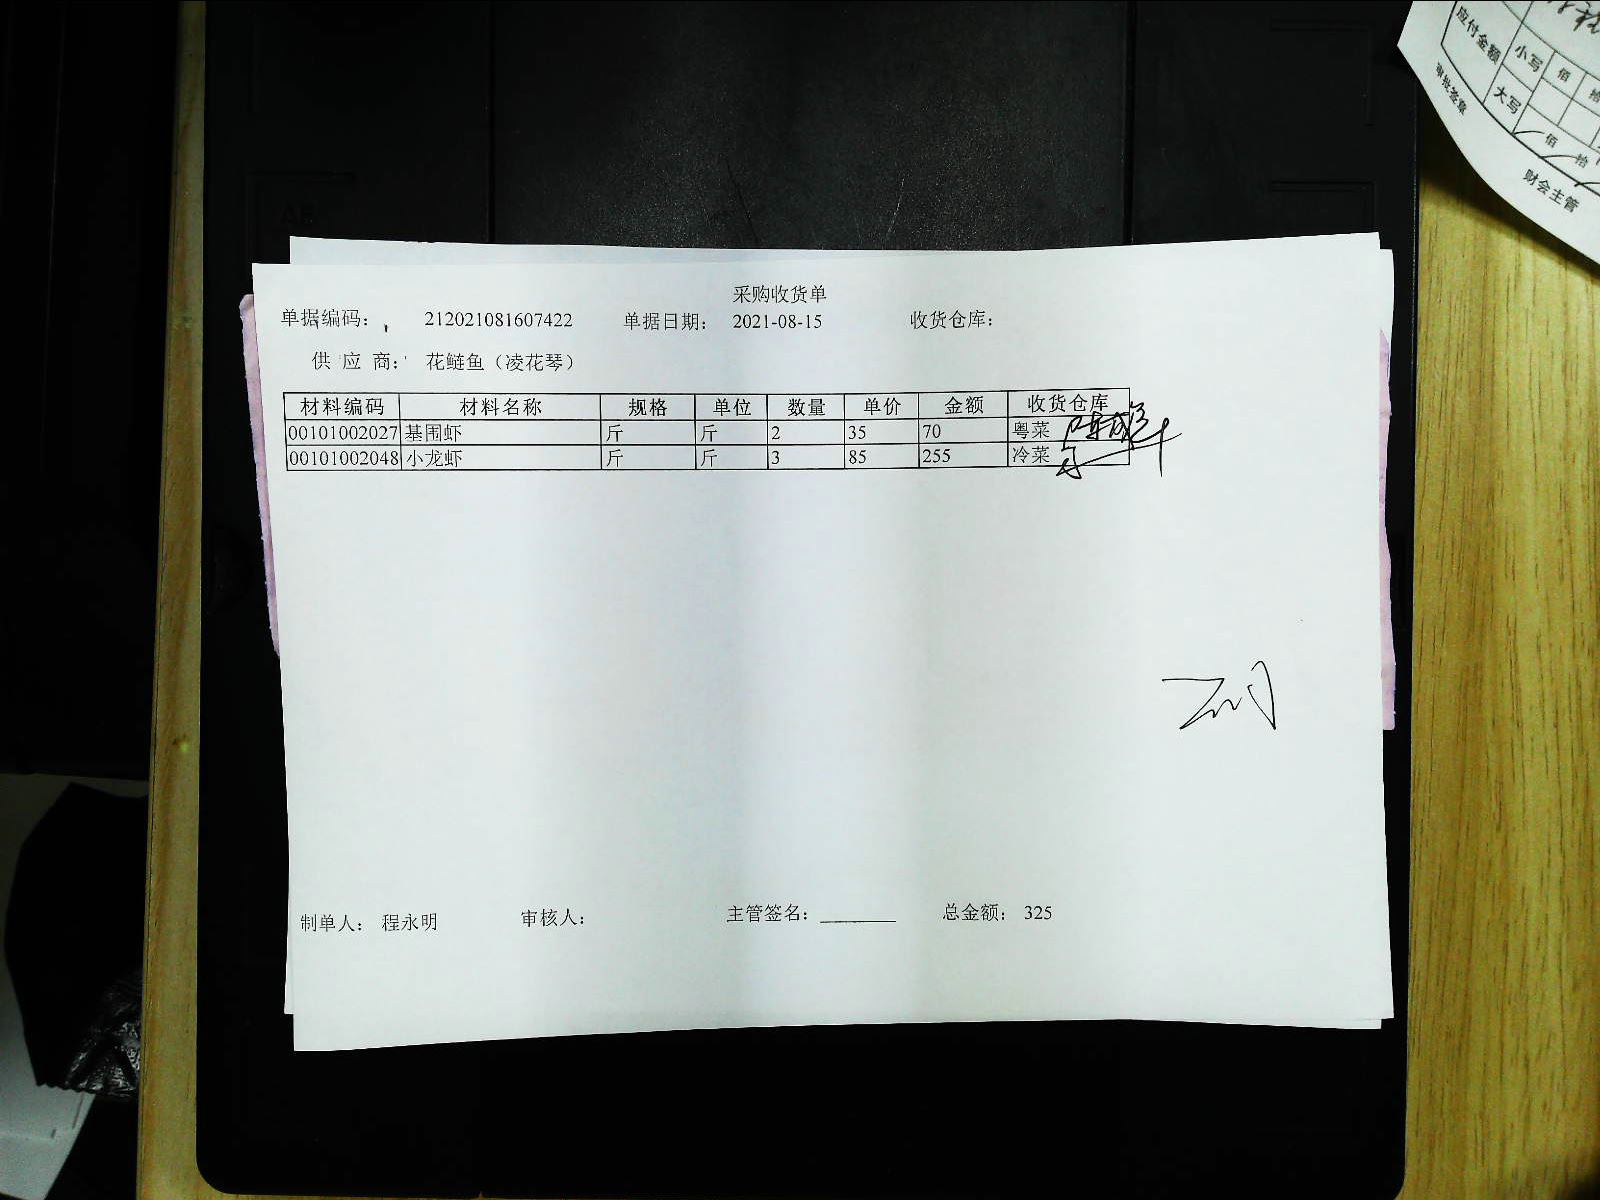 采购收货单
单据编码： 212021081607422 单据日期： 2021-08-15 收货仓库：
供 应 商： 花鲢鱼（凌花琴）
材料编码 材料名称 规格 单位 数量 单价 金额 收货仓库
00101002027 基围虾 斤 斤 2 35 70 粤菜
00101002048 小龙虾 斤 斤 3 85 255 冷菜
制单人： 程永明 审核人： 主管签名： 总金额： 325
应付金额 小写 佰 拾
大写 佰 拾
审批签章
财会主管